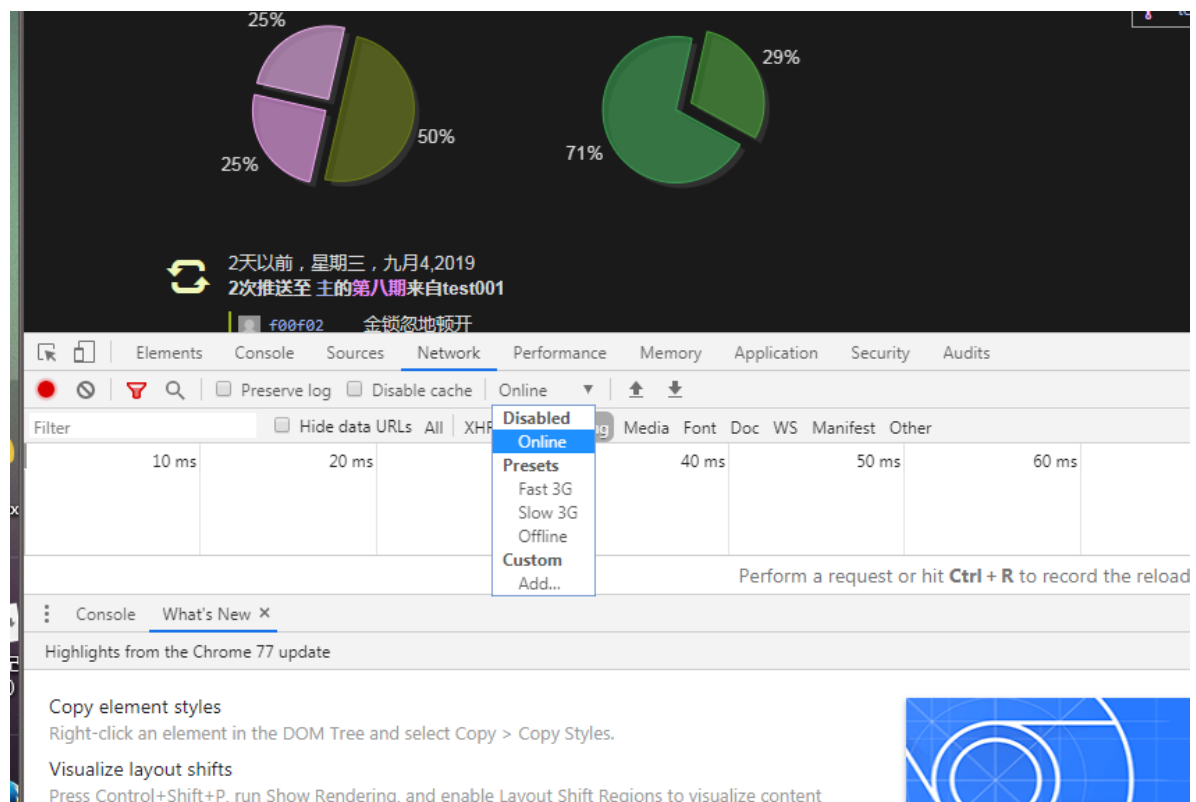 25%
29%
50%
71%
25%
2天以前，星期三，九月4,2019
2次推送至 主的第八期来自test001
f00f02 金锁忽地顿开
Elements Console Sources Network Performance Memory Application Security Audits
Preserve log Disable cache Online
Filter Hide data URLs All XHR Media Font Doc WS Manifest Other
Disabled
Online
Presets
Fast 3G
Slow 3G
Offline
Custom
Add...
10 ms 20 ms 40 ms 50 ms 60 ms
Perform a request or hit Ctrl + R to record the reload
Console What's New
Highlights from the Chrome 77 update
Copy element styles
Right-click an element in the DOM Tree and select Copy > Copy Styles.
Visualize layout shifts
Press Control+Shift+P, run Show Rendering, and enable Layout Shift Regions to visualize content